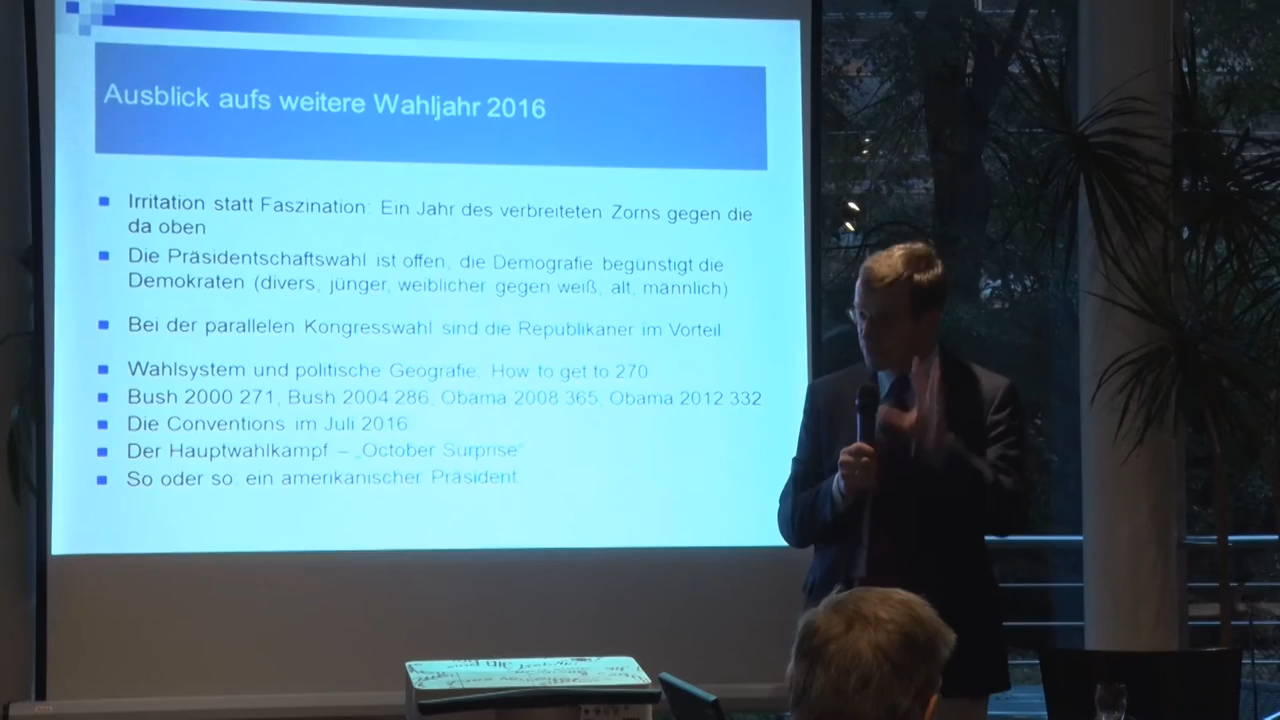 Ausblick aufs weitere Wahljahr 2016
Irritation statt Faszination: Ein Jahr des verbreiteten Zorns gegen die
da oben
Die Präsidentschaftswahl ist offen, die Demografie begünstigt die
Demokraten (divers, jünger, weiblicher gegen weiß, alt, männlich)
Bei der parallelen Kongresswahl sind die Republikaner im Vorteil
Wahlsystem und politische Geografie: How to get to 270
Bush 2000 271, Bush 2004 286, Obama 2008 365, Obama 2012 332
Die Conventions im Juli 2016
Der Hauptwahlkampf – „October Surprise“
So oder so: ein amerikanischer Präsident